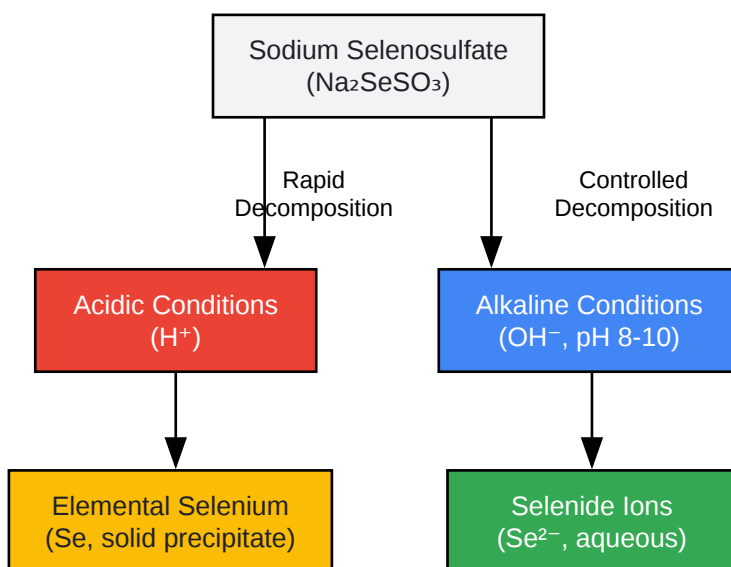 Sodium Selenosulfate
(Na₂SeSO₃)
Rapid
Decomposition
Controlled
Decomposition
Acidic Conditions
(H⁺)
Alkaline Conditions
(OH⁻, pH 8-10)
Elemental Selenium
(Se, solid precipitate)
Selenide Ions
(Se²⁻, aqueous)